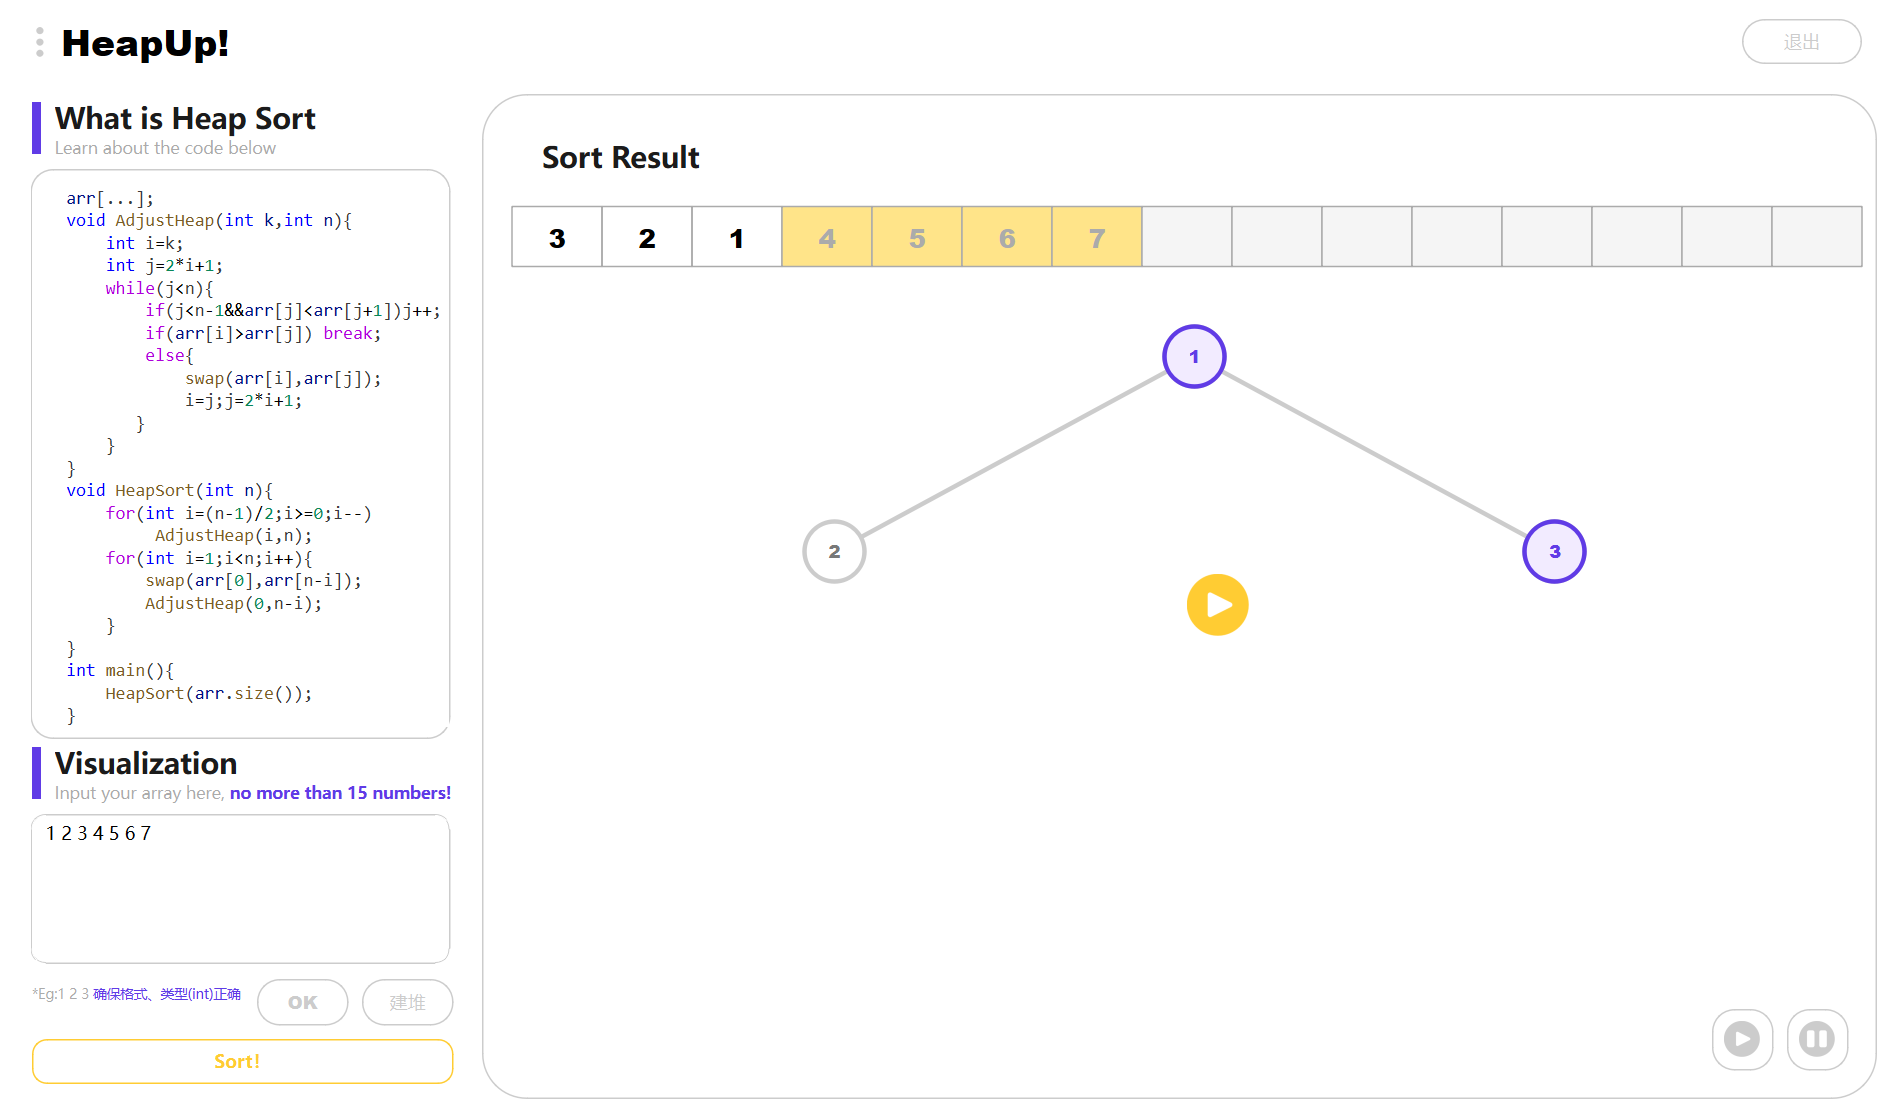 HeapUp!
退出
What is Heap Sort
Learn about the code below
arr[...];
void AdjustHeap(int k,int n){
    int i=k;
    int j=2*i+1;
    while(j<n){
        if(j<n-1&&arr[j]<arr[j+1])j++;
        if(arr[i]>arr[j]) break;
        else{
            swap(arr[i],arr[j]);
            i=j;j=2*i+1;
       }
    }
}
void HeapSort(int n){
    for(int i=(n-1)/2;i>=0;i--)
         AdjustHeap(i,n);
    for(int i=1;i<n;i++){
        swap(arr[0],arr[n-i]);
        AdjustHeap(0,n-i);
    }
}
int main(){
    HeapSort(arr.size());
}
Visualization
Input your array here, no more than 15 numbers!
1 2 3 4 5 6 7
*Eg:1 2 3 确保格式、类型(int)正确
OK
建堆
Sort!
Sort Result
3 2 1 4 5 6 7
1
2 3